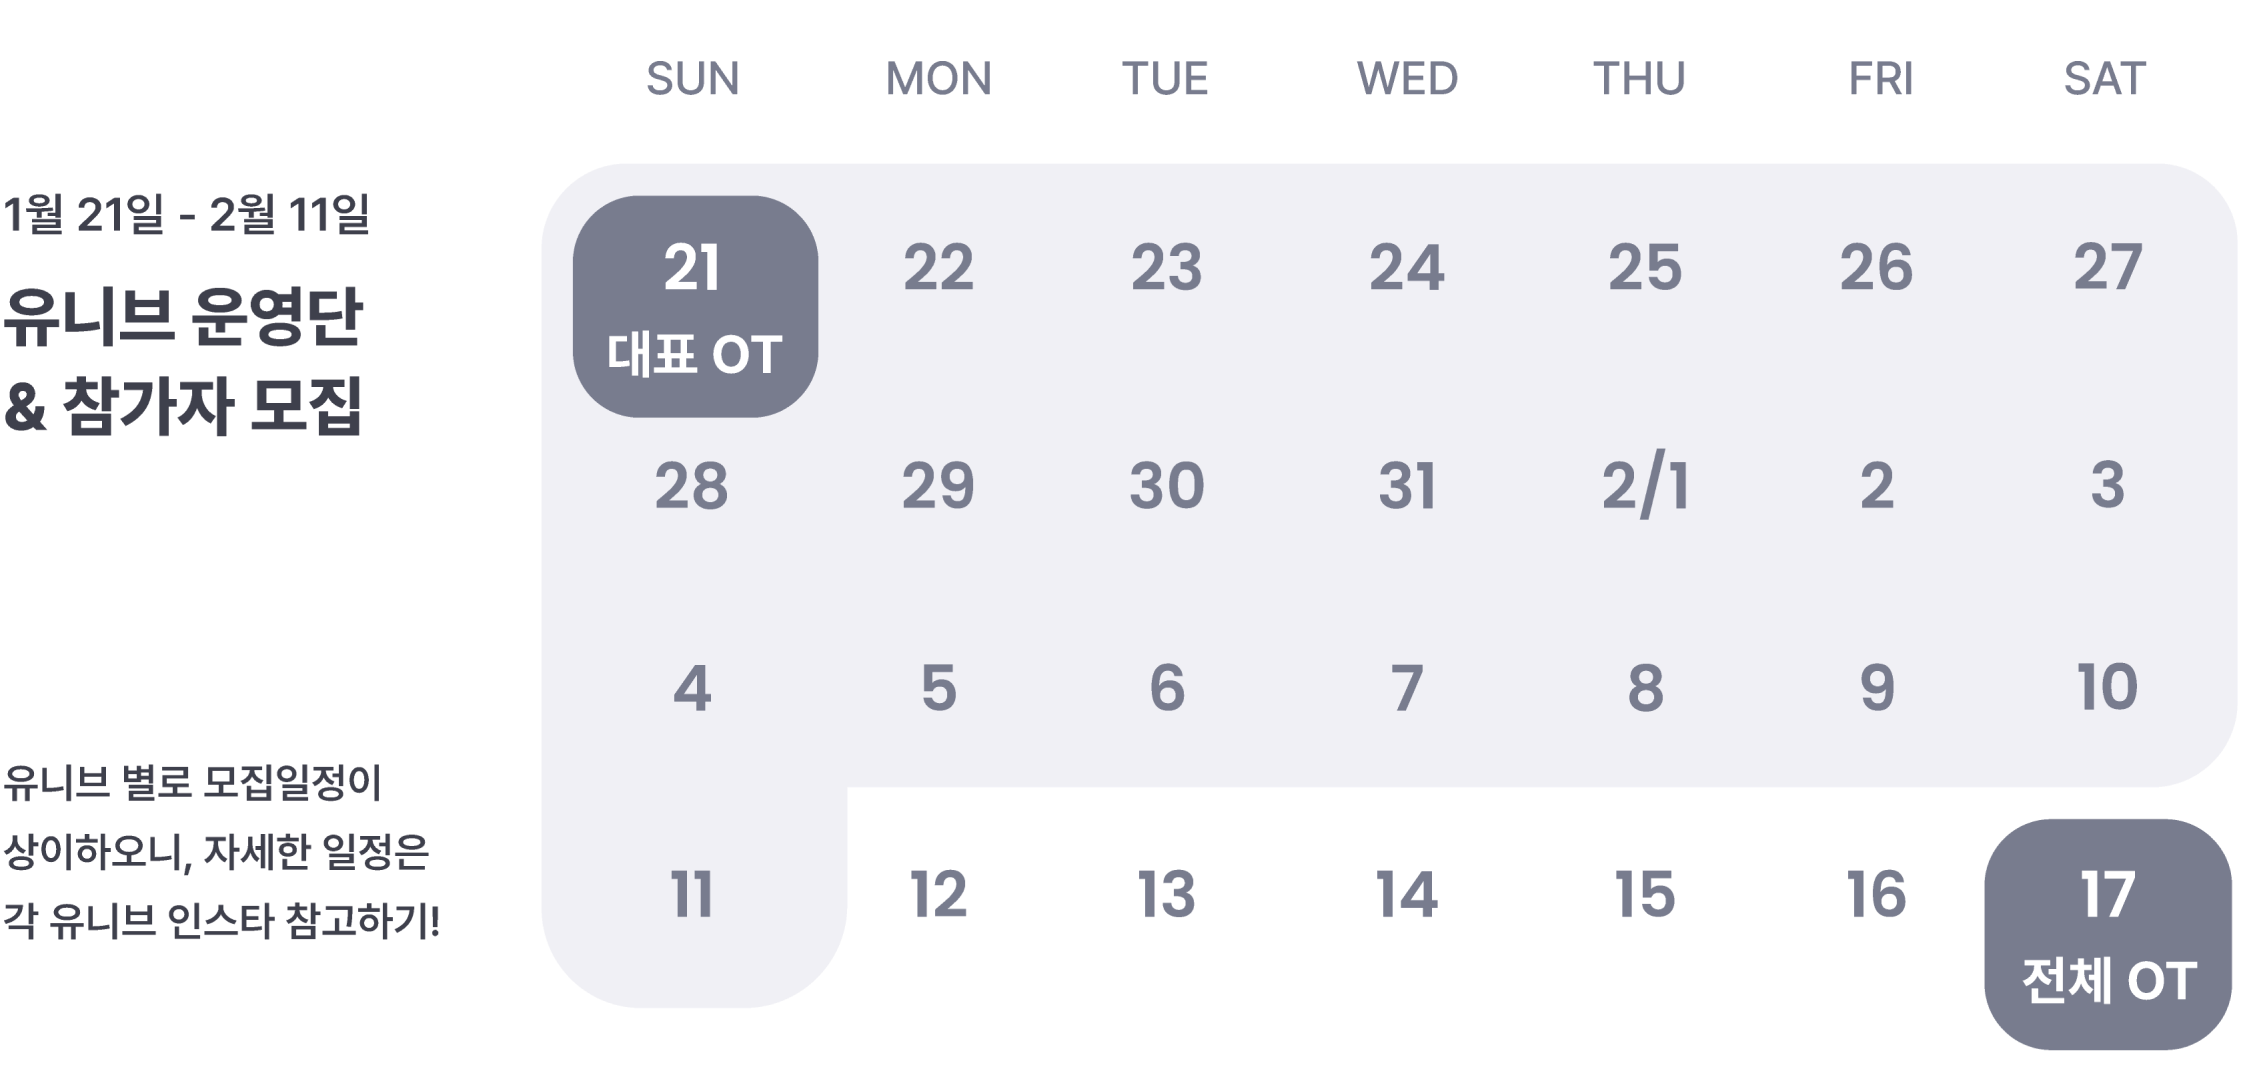 SUN MON TUE WED THU FRI SAT
1월 21일 - 2월 11일
유니브 운영단
& 참가자 모집
21 22 23 24 25 26 27
대표 OT
28 29 30 31 2/1 2 3
4 5 6 7 8 9 10
유니브 별로 모집일정이
상이하오니, 자세한 일정은
각 유니브 인스타 참고하기!
11 12 13 14 15 16 17
전체 OT